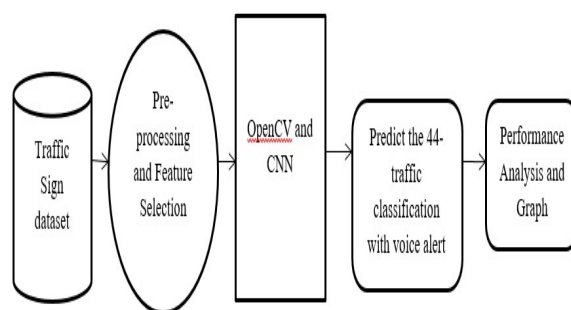 Traffic
Sign
dataset
Pre-
processing
and Feature
Selection
OpenCV and
CNN
Predict the 44-
traffic
classification
with voice alert
Performance
Analysis and
Graph